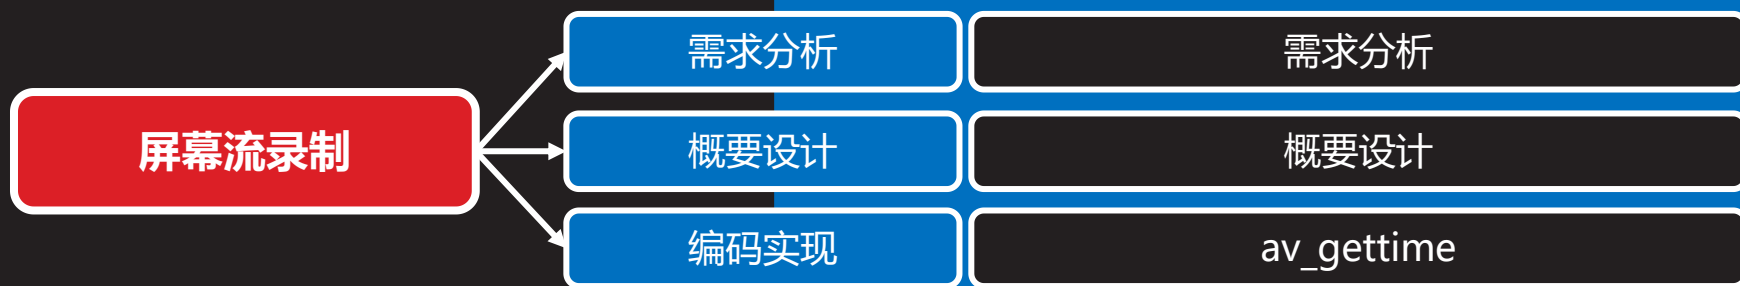 屏幕流录制
需求分析
需求分析
概要设计
概要设计
编码实现
av_gettime